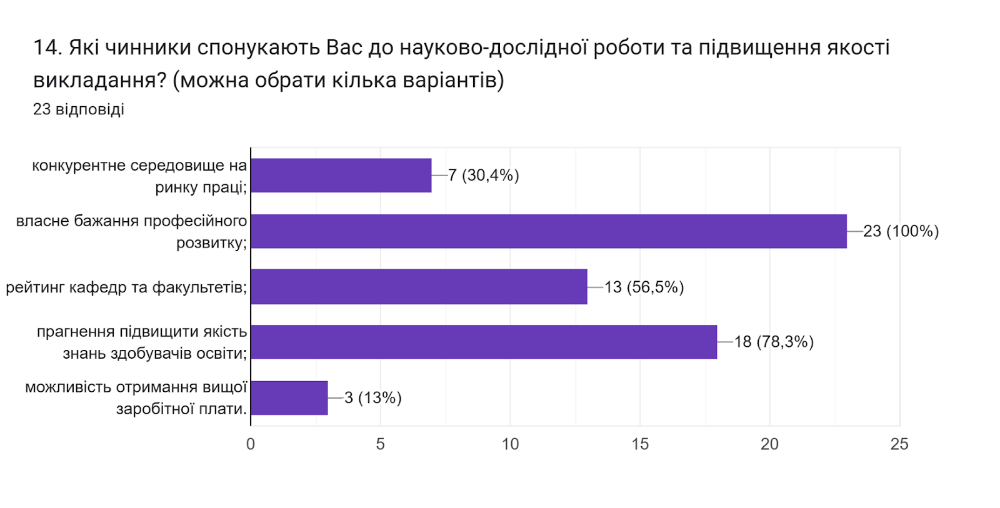 14. Які чинники спонукають Вас до науково-дослідної роботи та підвищення якості
викладання? (можна обрати кілька варіантів)
23 відповіді
конкурентне середовище на
ринку праці;
7 (30,4%)
власне бажання професійного
розвитку;
23 (100%)
рейтинг кафедр та факультетів;
13 (56,5%)
прагнення підвищити якість
знань здобувачів освіти;
18 (78,3%)
можливість отримання вищої
заробітної плати.
3 (13%)
0 5 10 15 20 25